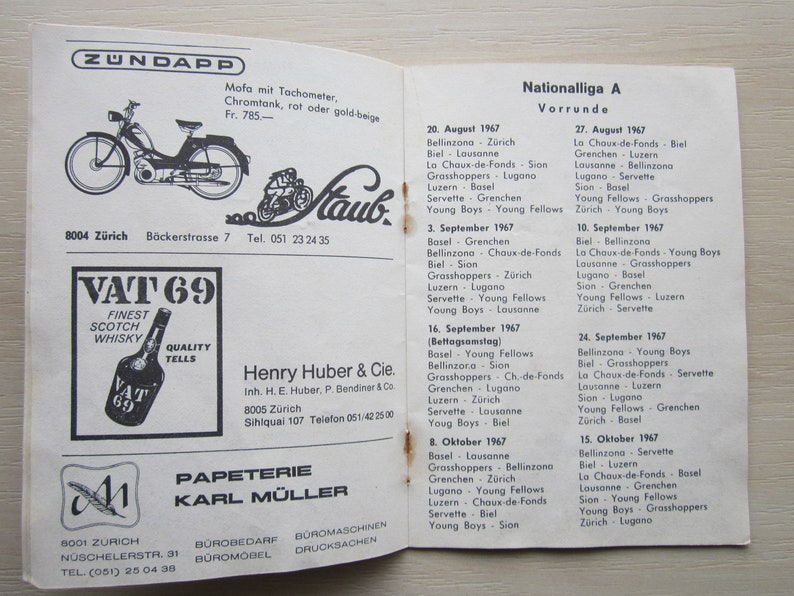 ZÜNDAPP
Mofa mit Tachometer,
Chromtank, rot oder gold-beige
Fr. 785.—
Staub
8004 Zürich Bäckerstrasse 7 Tel. 051 23 24 35
VAT 69
FINEST
SCOTCH
WHISKY
QUALITY
TELLS
VAT
69
Henry Huber & Cie.
Inh. H. E. Huber, P. Bendiner & Co.
8005 Zürich
Sihlquai 107 Telefon 051/42 25 00
M
PAPETERIE
KARL MÜLLER
8001 ZÜRICH
NÜSCHELERSTR. 31
TEL. (051) 25 04 38
BÜROBEDARF
BÜROMÖBEL
BÜROMASCHINEN
DRUCKSACHEN
Nationalliga A
Vorrunde
20. August 1967
Bellinzona - Zürich
Biel - Lausanne
La Chaux-de-Fonds - Sion
Grasshoppers - Lugano
Luzern - Basel
Servette - Grenchen
Young Boys - Young Fellows
3. September 1967
Basel - Grenchen
Bellinzona - Chaux-de-Fonds
Biel - Sion
Grasshoppers - Zürich
Luzern - Lugano
Servette - Young Fellows
Young Boys - Lausanne
16. September 1967
(Bettagsamstag)
Basel - Young Fellows
Bellinzor.a - Sion
Grasshoppers - Ch.-de-Fonds
Grenchen - Lugano
Luzern - Zürich
Servette - Lausanne
Young Boys - Biel
8. Oktober 1967
Basel - Lausanne
Grasshoppers - Bellinzona
Grenchen - Zürich
Lugano - Young Fellows
Luzern - Chaux-de-Fonds
Servette - Biel
Young Boys - Sion
27. August 1967
La Chaux-de-Fonds - Biel
Grenchen - Luzern
Lausanne - Bellinzona
Lugano - Servette
Sion - Basel
Young Fellows - Grasshoppers
Zürich - Young Boys
10. September 1967
Biel - Bellinzona
La Chaux-de-Fonds - Young Boys
Lausanne - Grasshoppers
Lugano - Basel
Sion - Grenchen
Young Fellows - Luzern
Zürich - Servette
24. September 1967
Bellinzona - Young Boys
Biel - Grasshoppers
La Chaux-de-Fonds - Servette
Lausanne - Luzern
Sion - Lugano
Young Fellows - Grenchen
Zürich - Basel
15. Oktober 1967
Bellinzona - Servette
Biel - Luzern
La Chaux-de-Fonds - Basel
Lausanne - Grenchen
Sion - Young Fellows
Young Boys - Grasshoppers
Zürich - Lugano